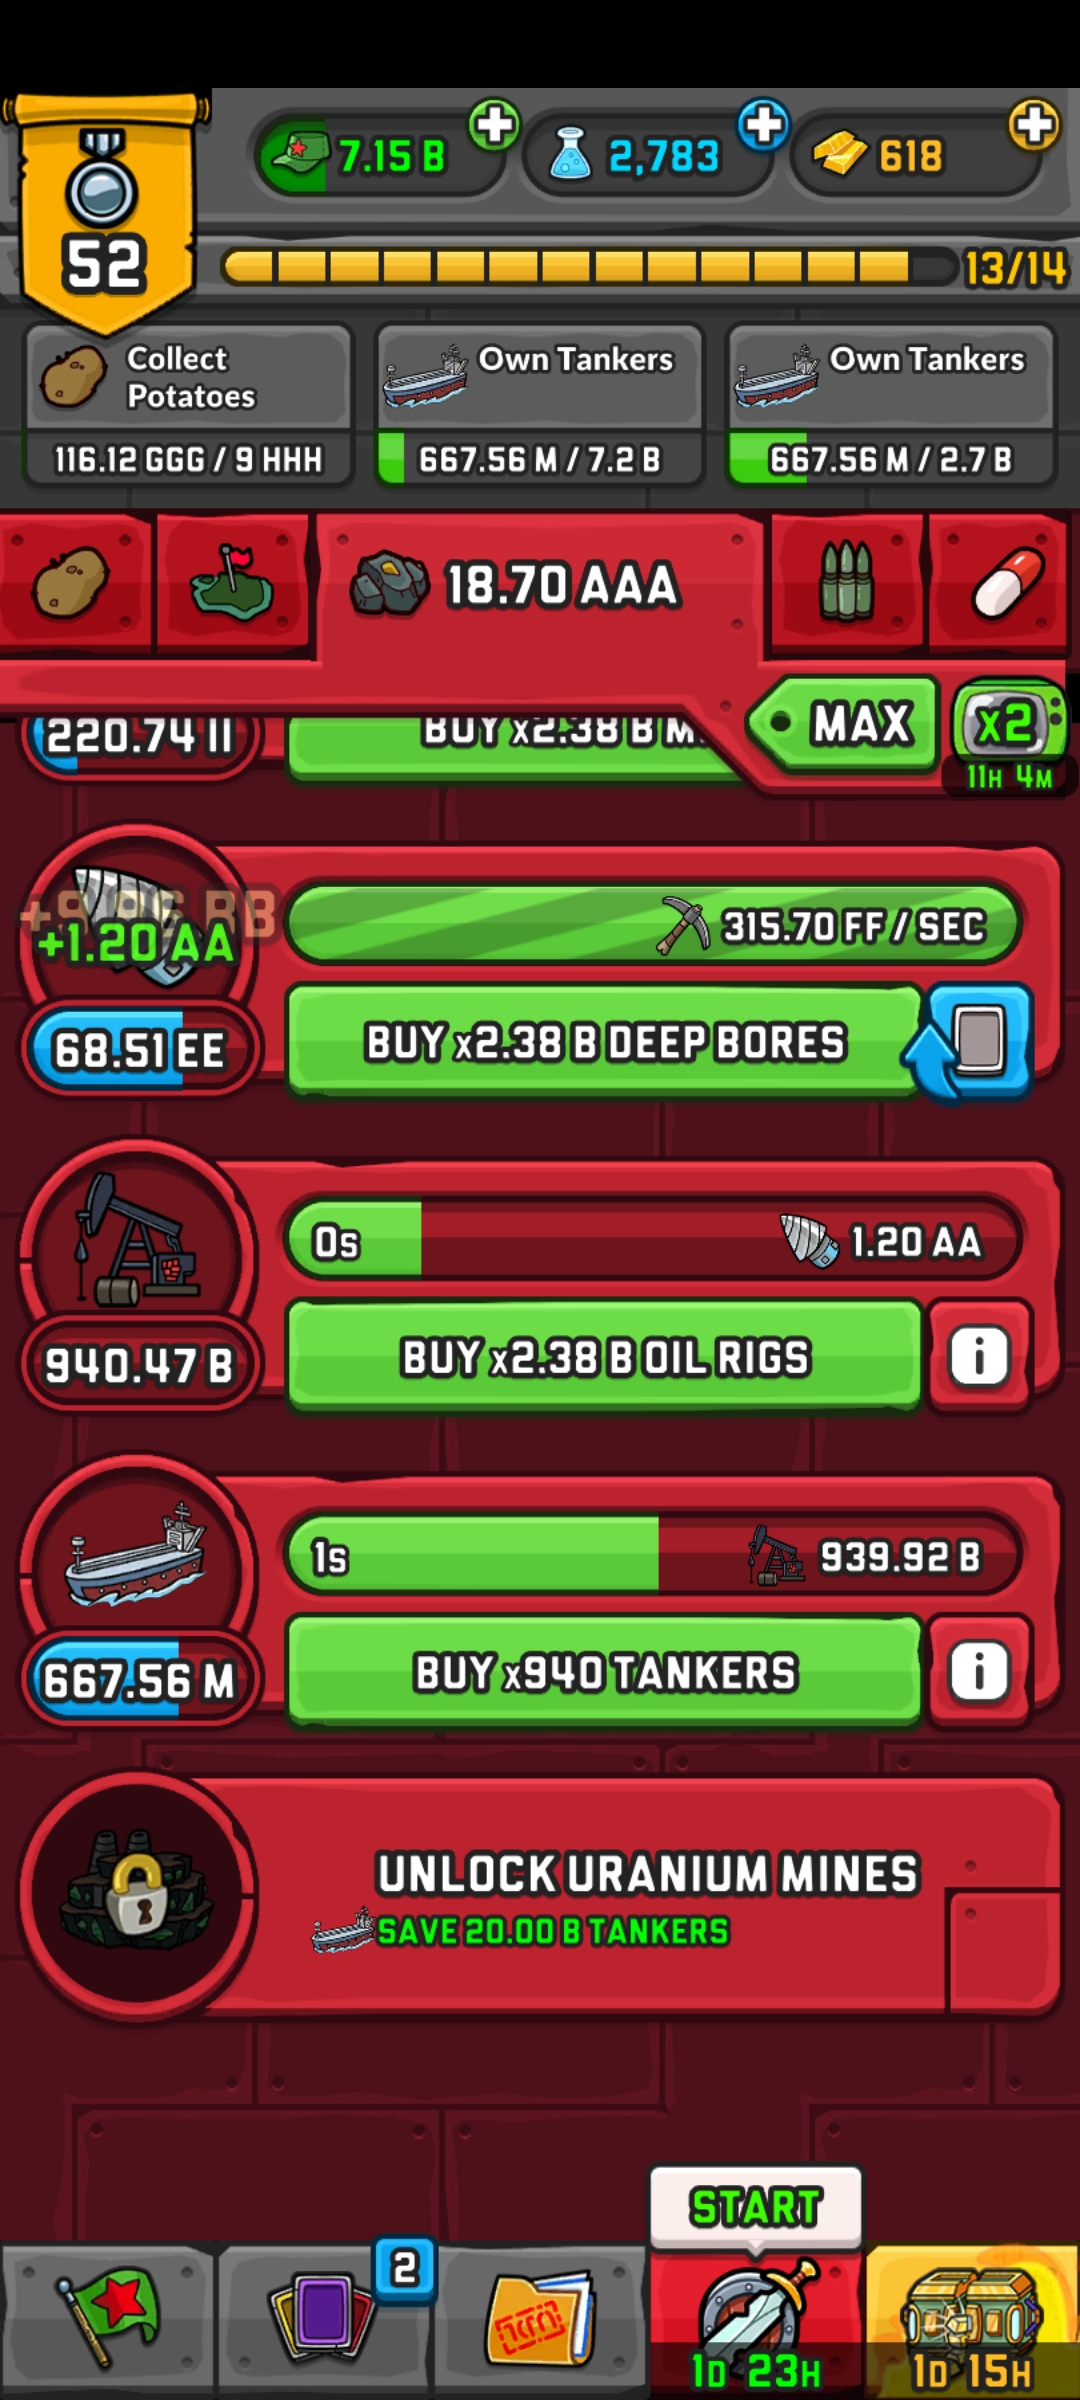 7.15 B
2,783
618
52
13/14
Collect
Potatoes
116.12 GGG / 9 HHH
Own Tankers
667.56 M / 7.2 B
Own Tankers
667.56 M / 2.7 B
18.70 AAA
MAX
x2
11H 4M
220.74 II
BUY x2.38 B M
+1.20 AA
315.70 FF / SEC
68.51 EE
BUY x2.38 B DEEP BORES
0s
1.20 AA
940.47 B
BUY x2.38 B OIL RIGS
i
1s
939.92 B
667.56 M
BUY x940 TANKERS
i
UNLOCK URANIUM MINES
SAVE 20.00 B TANKERS
START
2
1D 23H
1D 15H